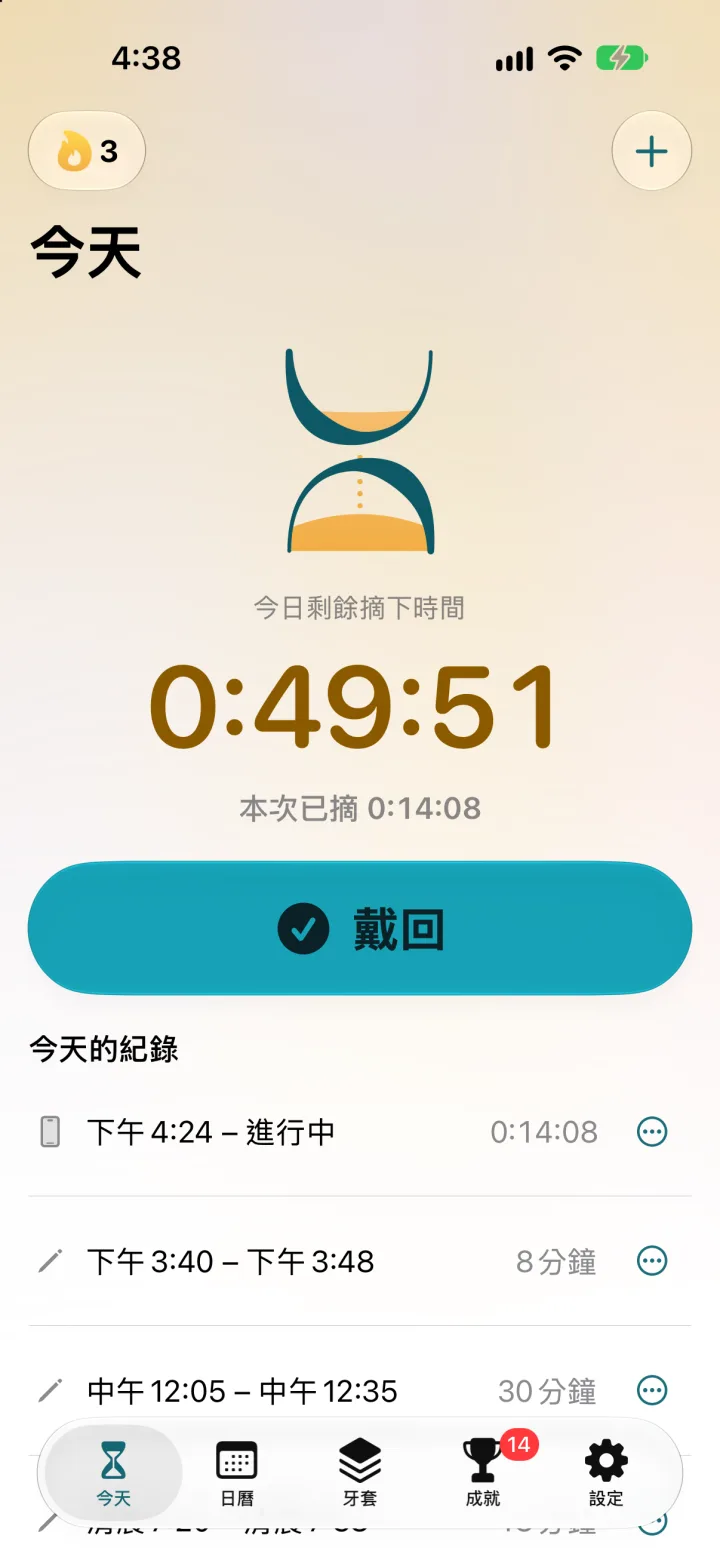 4:38
3
今天
今日剩餘摘下時間
0:49:51
本次已摘 0:14:08
戴回
今天的紀錄
下午 4:24 – 進行中 0:14:08
下午 3:40 – 下午 3:48 8 分鐘
中午 12:05 – 中午 12:35 30 分鐘
14
今天 日曆 牙套 成就 設定